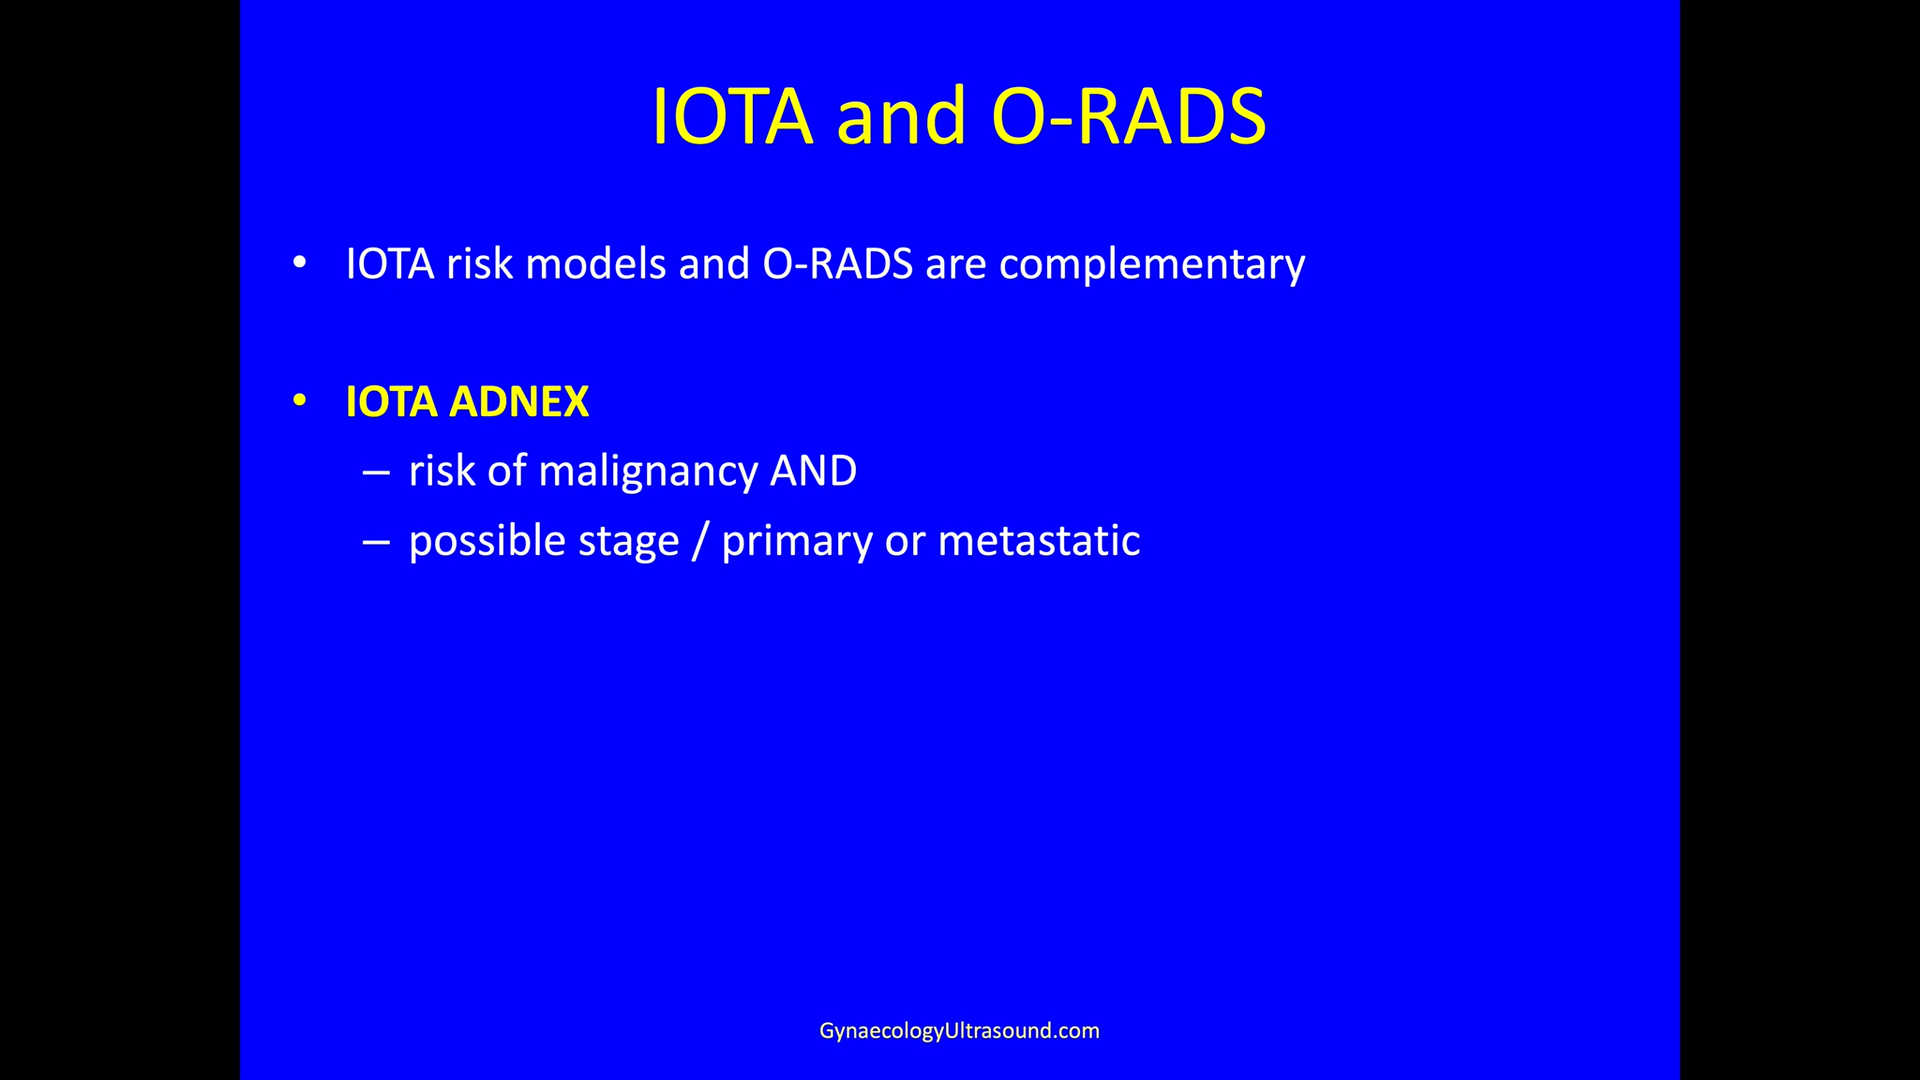 IOTA and O-RADS
• IOTA risk models and O-RADS are complementary
• IOTA ADNEX
– risk of malignancy AND
– possible stage / primary or metastatic
GynaecologyUltrasound.com